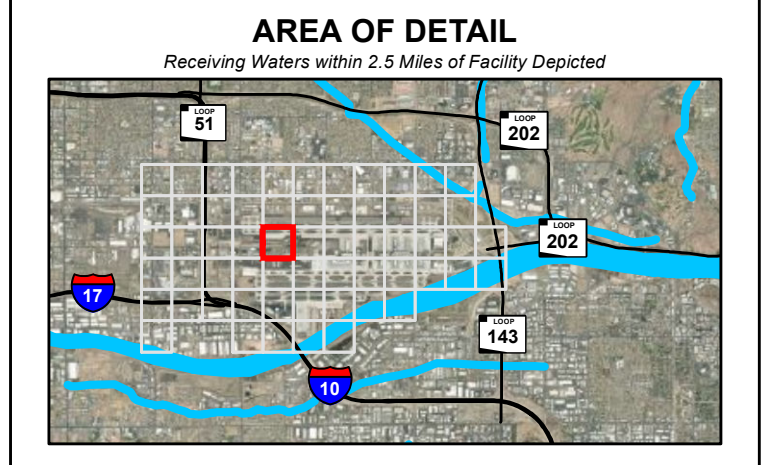 AREA OF DETAIL
Receiving Waters within 2.5 Miles of Facility Depicted
LOOP
51
LOOP
202
LOOP
202
17
LOOP
143
10